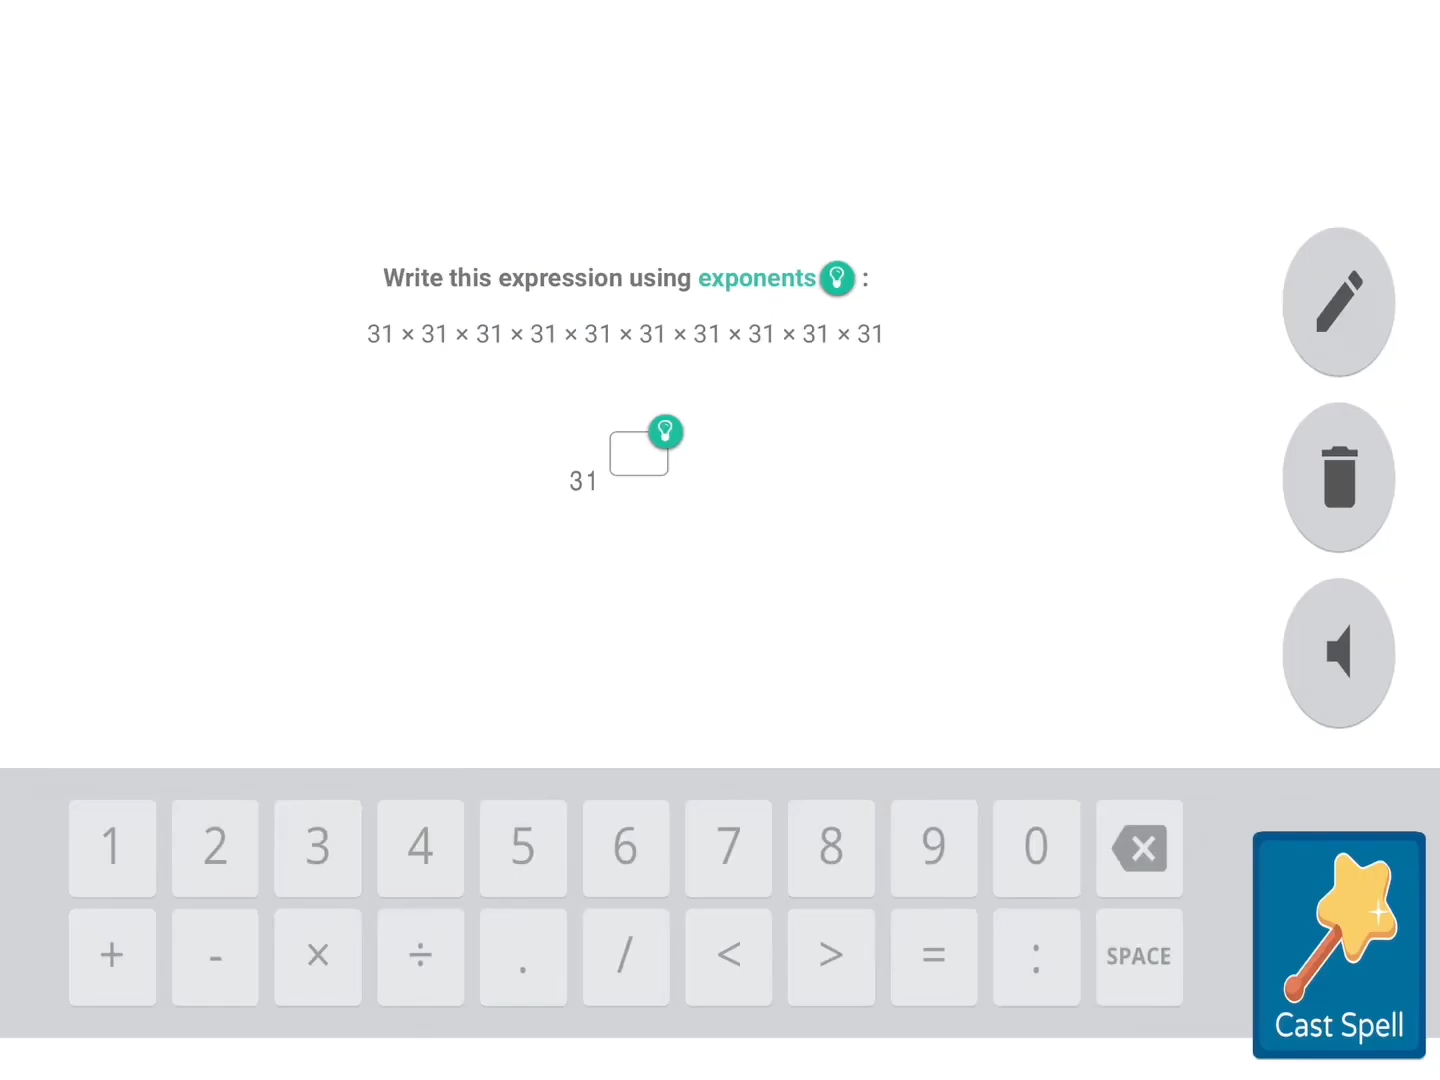 Write this expression using exponents :
31 × 31 × 31 × 31 × 31 × 31 × 31 × 31 × 31 × 31
31
1 2 3 4 5 6 7 8 9 0
+ - × ÷ . / < > = : SPACE
Cast Spell